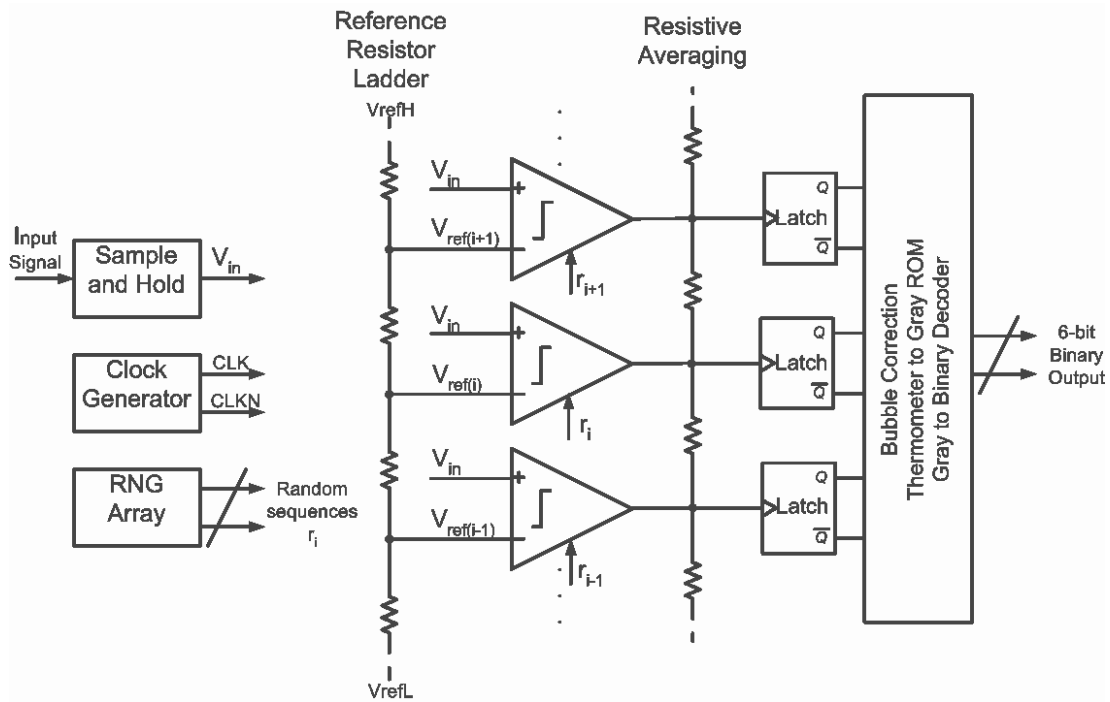 Reference
Resistor
Ladder
VrefH
Resistive
Averaging
Input
Signal
Sample
and Hold
Vin
Clock
Generator
CLK
CLKN
RNG
Array
Random
sequences
ri
Vin
+
Vref(i+1)
ri+1
Vin
+
Vref(i)
ri
Vin
+
Vref(i-1)
ri-1
VrefL
Q
Latch
Q
Q
Latch
Q
Q
Latch
Q
Bubble Correction
Thermometer to Gray ROM
Gray to Binary Decoder
6-bit
Binary
Output